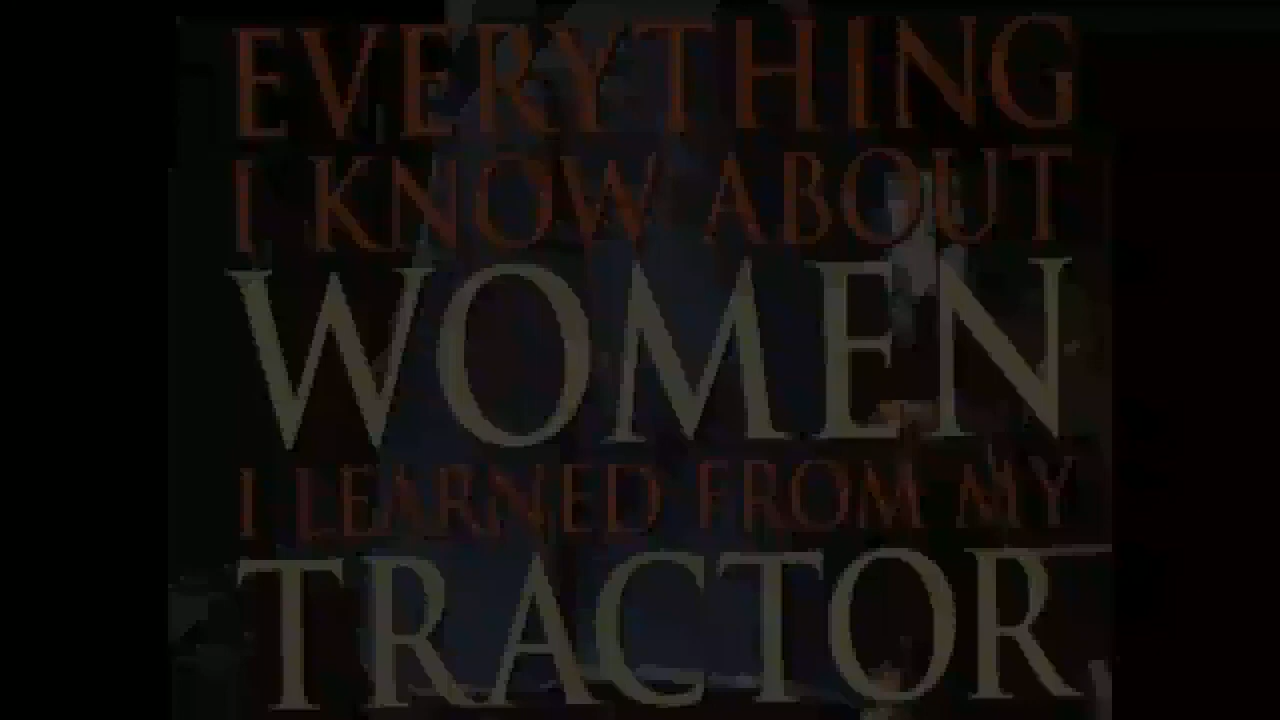 EVERYTHING
I KNOW ABOUT
WOMEN
I LEARNED FROM MY
TRACTOR